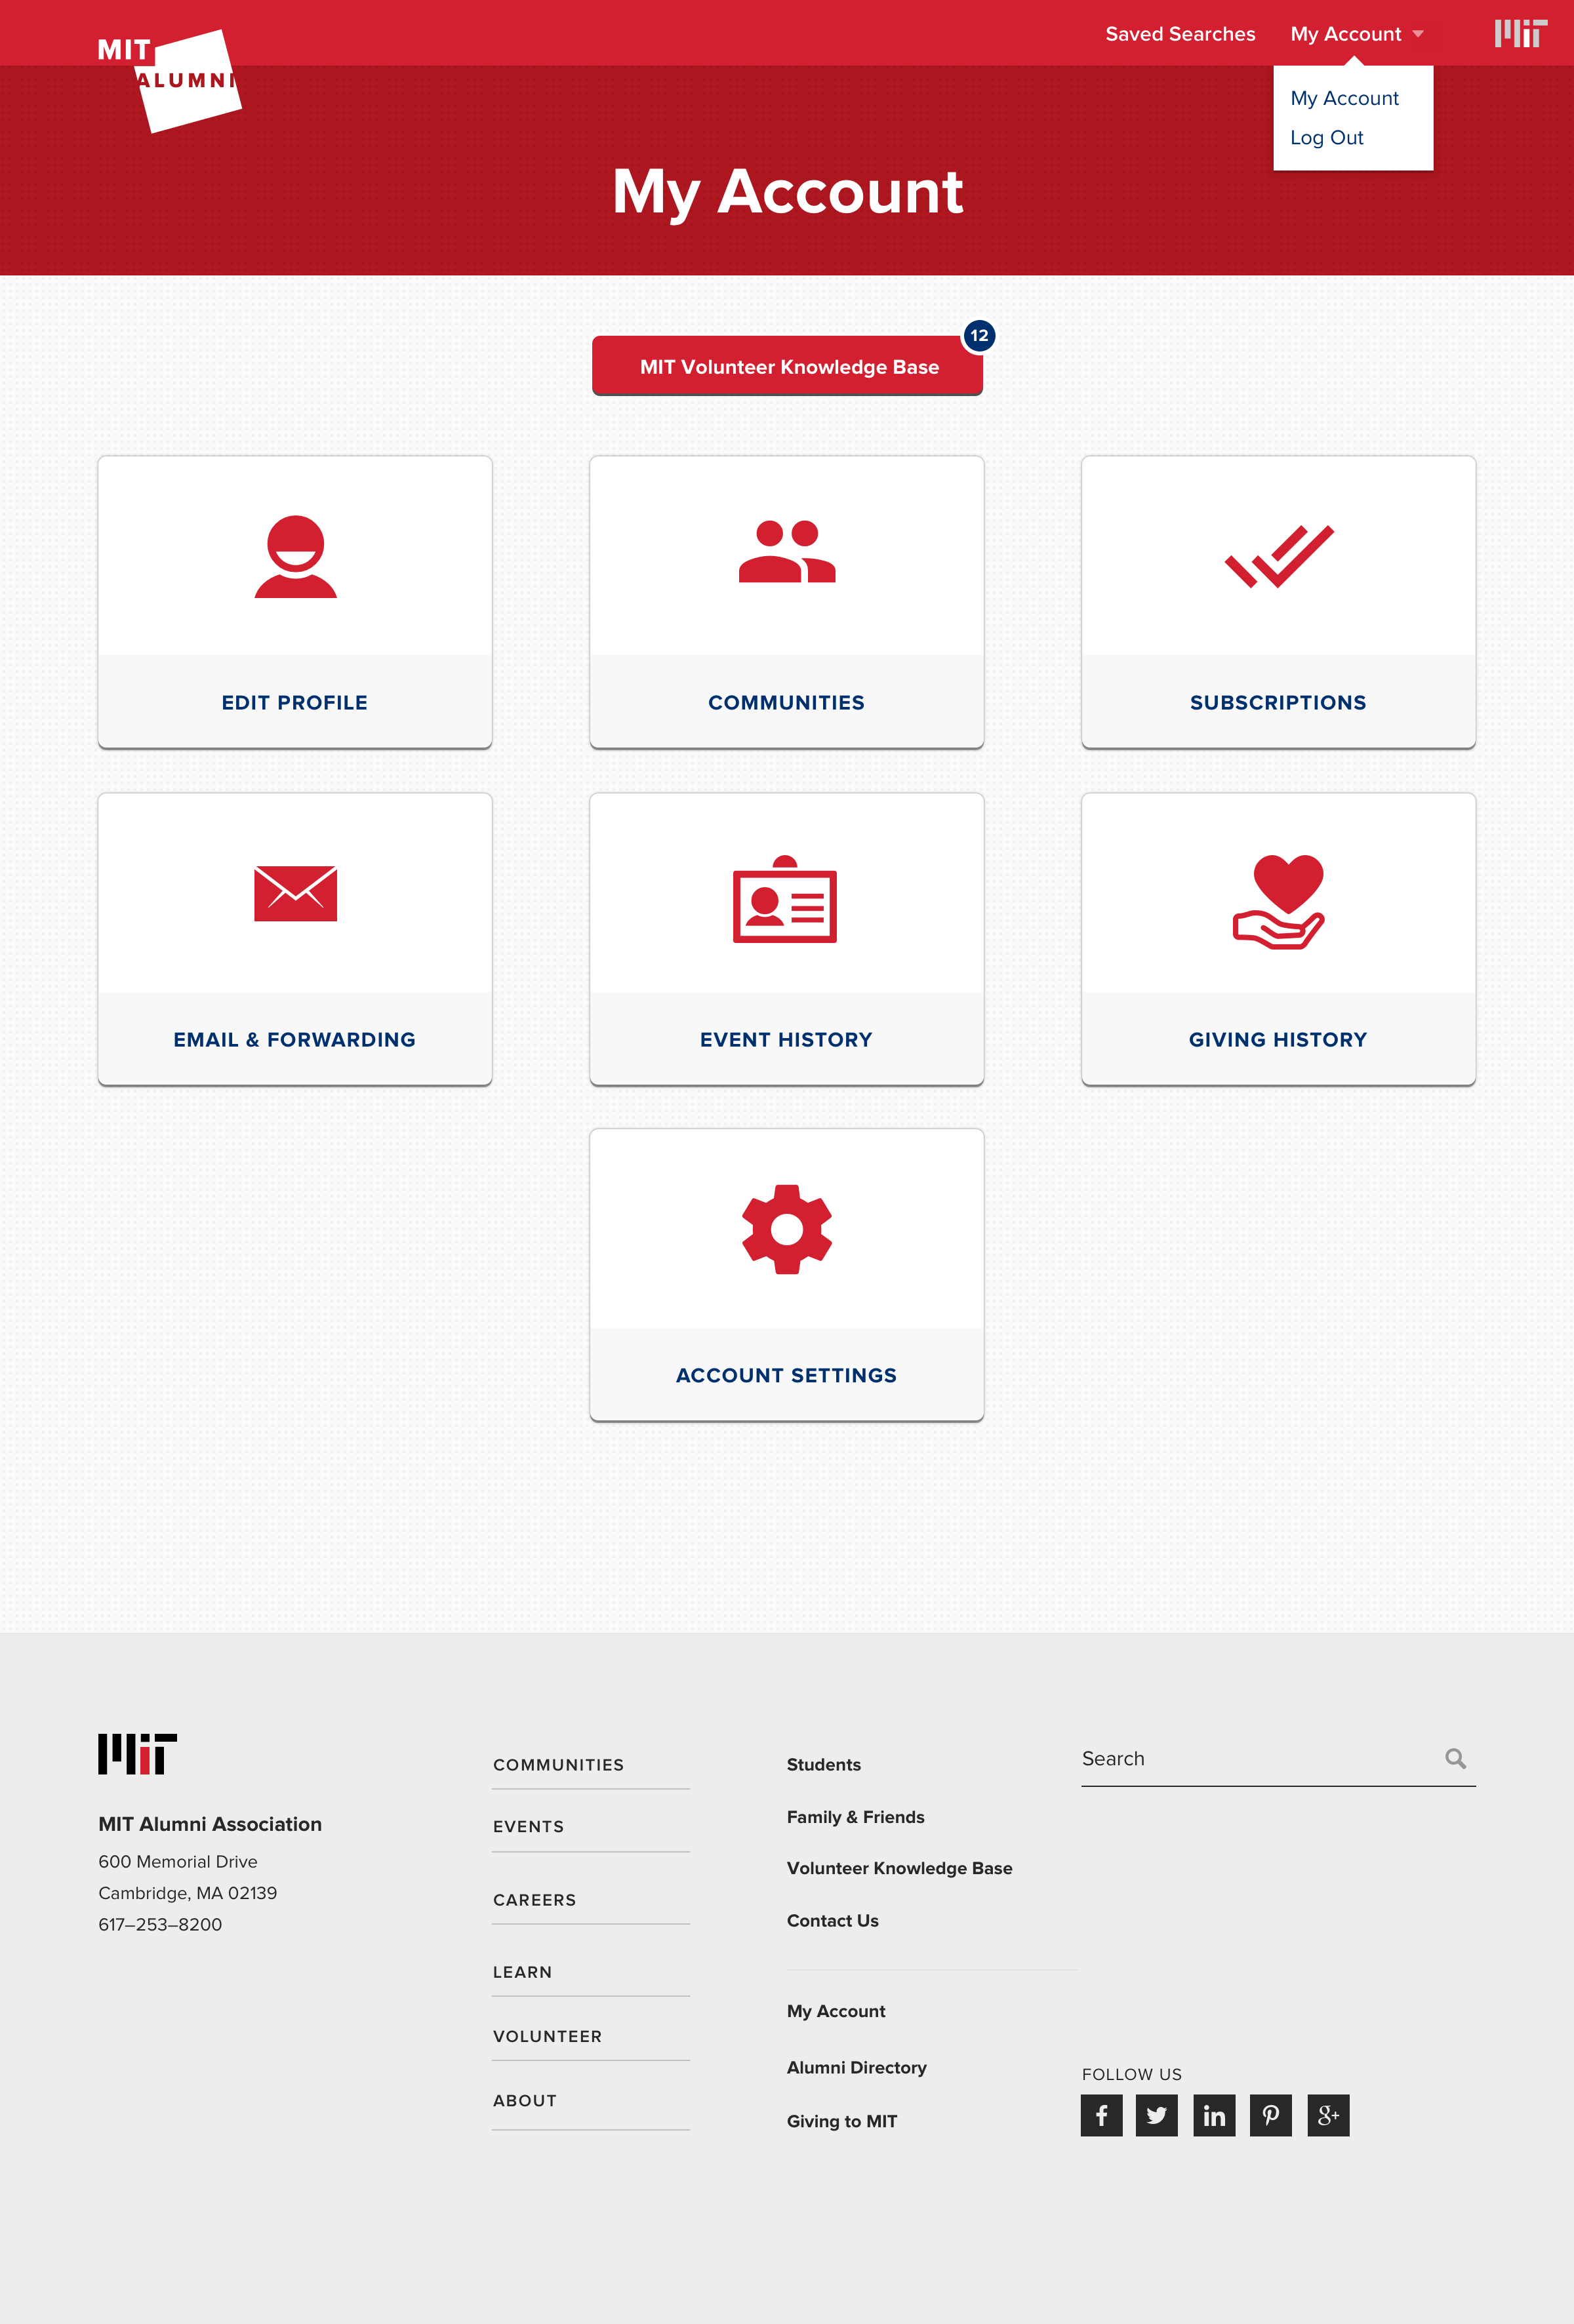 MIT
ALUMNI
Saved Searches
My Account
MIT
My Account
Log Out
My Account
12
MIT Volunteer Knowledge Base
EDIT PROFILE
COMMUNITIES
SUBSCRIPTIONS
EMAIL & FORWARDING
EVENT HISTORY
GIVING HISTORY
ACCOUNT SETTINGS
MIT
MIT Alumni Association
600 Memorial Drive
Cambridge, MA 02139
617–253–8200
COMMUNITIES
EVENTS
CAREERS
LEARN
VOLUNTEER
ABOUT
Students
Family & Friends
Volunteer Knowledge Base
Contact Us
My Account
Alumni Directory
Giving to MIT
Search
FOLLOW US
f
in
g+